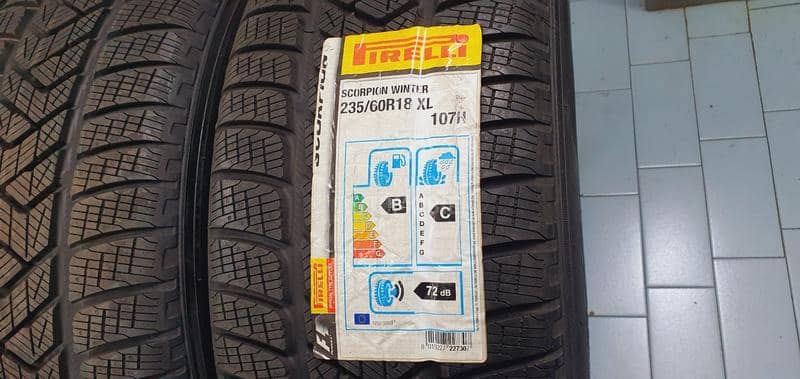 PIRELLI
SCORPION WINTER
235/60R18 XL
107H
SCORPION
A
B
C
D
E
F
G
B
A
B
C
D
E
F
G
C
72 dB
PIRELLI